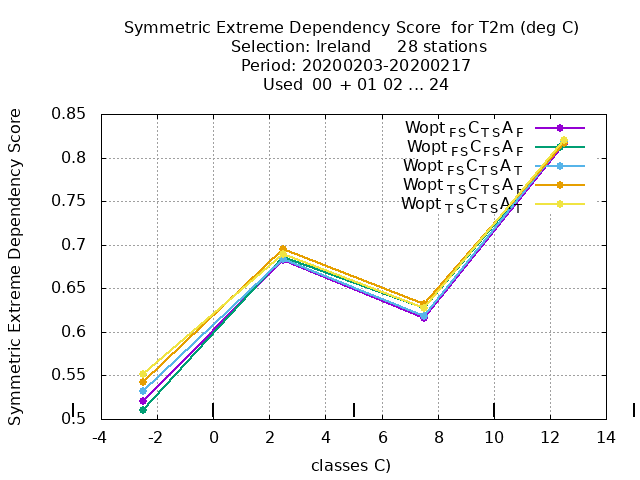 Symmetric Extreme Dependency Score for T2m (deg C)
Selection: Ireland 28 stations
Period: 20200203-20200217
Used 00 + 01 02 ... 24
Symmetric Extreme Dependency Score
0.85
0.8
0.75
0.7
0.65
0.6
0.55
0.5
Wopt FS C TS A F
Wopt FS C FS A F
Wopt FS C TS A T
Wopt TS C TS A F
Wopt TS C TS A T
-4 -2 0 2 4 6 8 10 12 14
classes C)